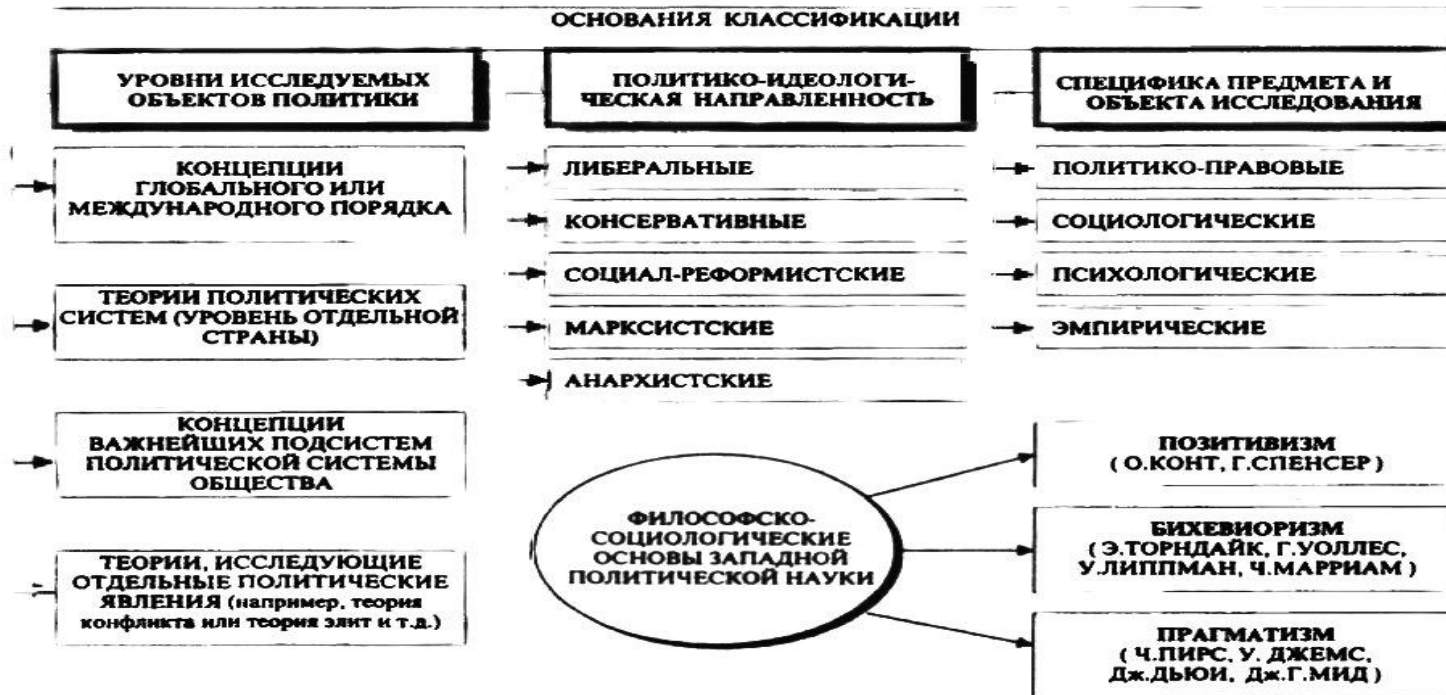 ОСНОВАНИЯ КЛАССИФИКАЦИИ
УРОВНИ ИССЛЕДУЕМЫХ
ОБЪЕКТОВ ПОЛИТИКИ
КОНЦЕПЦИИ
ГЛОБАЛЬНОГО ИЛИ
МЕЖДУНАРОДНОГО ПОРЯДКА
ТЕОРИИ ПОЛИТИЧЕСКИХ
СИСТЕМ (УРОВЕНЬ ОТДЕЛЬНОЙ
СТРАНЫ)
КОНЦЕПЦИИ
ВАЖНЕЙШИХ ПОДСИСТЕМ
ПОЛИТИЧЕСКОЙ СИСТЕМЫ
ОБЩЕСТВА
ТЕОРИИ, ИССЛЕДУЮЩИЕ
ОТДЕЛЬНЫЕ ПОЛИТИЧЕСКИЕ
ЯВЛЕНИЯ (например, теория
конфликта или теория элит и т.д.)
ПОЛИТИКО-ИДЕОЛОГИ-
ЧЕСКАЯ НАПРАВЛЕННОСТЬ
ЛИБЕРАЛЬНЫЕ
КОНСЕРВАТИВНЫЕ
СОЦИАЛ-РЕФОРМИСТСКИЕ
МАРКСИСТСКИЕ
АНАРХИСТСКИЕ
СПЕЦИФИКА ПРЕДМЕТА И
ОБЪЕКТА ИССЛЕДОВАНИЯ
ПОЛИТИКО-ПРАВОВЫЕ
СОЦИОЛОГИЧЕСКИЕ
ПСИХОЛОГИЧЕСКИЕ
ЭМПИРИЧЕСКИЕ
ФИЛОСОФСКО-
СОЦИОЛОГИЧЕСКИЕ
ОСНОВЫ ЗАПАДНОЙ
ПОЛИТИЧЕСКОЙ НАУКИ
ПОЗИТИВИЗМ
( О.КОНТ, Г.СПЕНСЕР )
БИХЕВИОРИЗМ
( Э.ТОРНДАЙК, Г.УОЛЛЕС,
У.ЛИППМАН, Ч.МАРРИАМ )
ПРАГМАТИЗМ
( Ч.ПИРС, У. ДЖЕМС,
Дж.ДЬЮИ, Дж.Г.МИД )